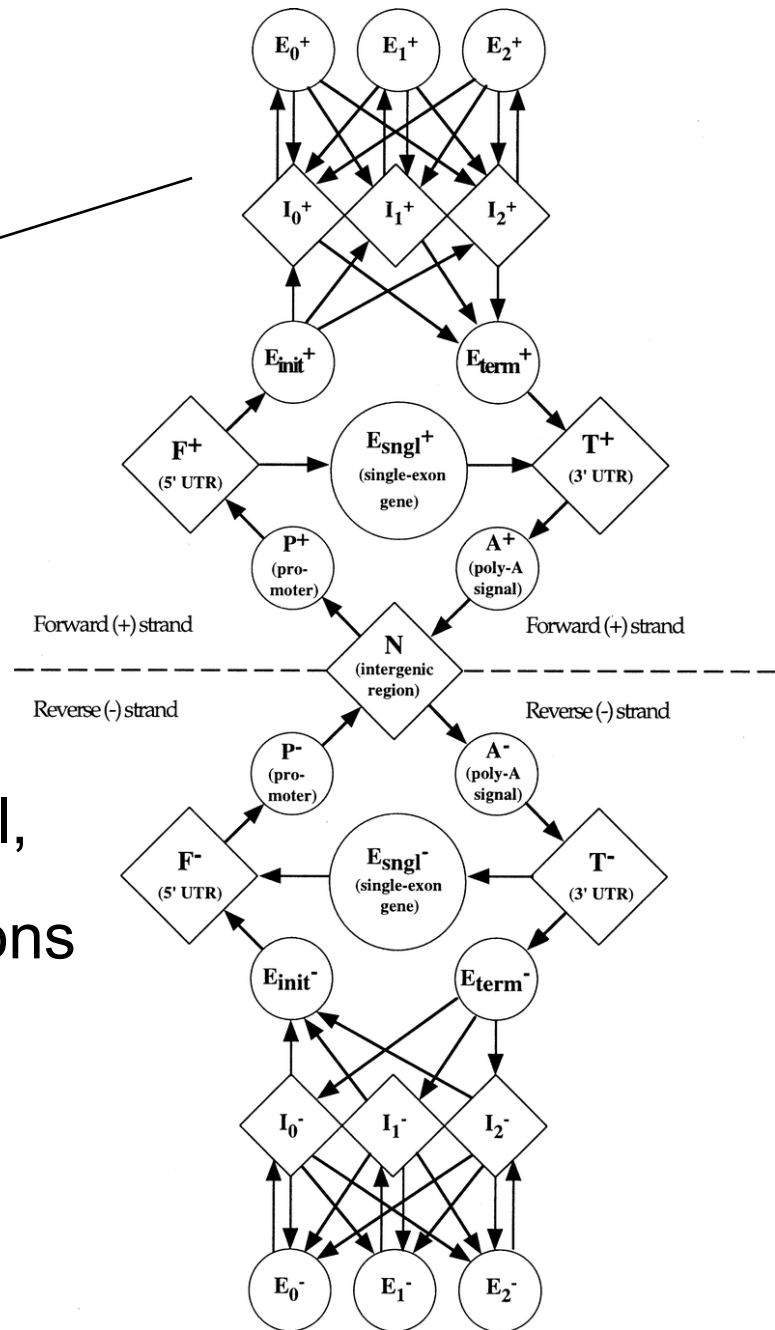 E₀⁺ E₁⁺ E₂⁺
I₀⁺ I₁⁺ I₂⁺
Einit⁺ Eterm⁺
F⁺
(5' UTR)
Esngl⁺
(single-exon
gene)
T⁺
(3' UTR)
P⁺
(pro-
moter)
A⁺
(poly-A
signal)
Forward (+) strand
Forward (+) strand
N
(intergenic
region)
Reverse (-) strand
Reverse (-) strand
P⁻
(pro-
moter)
A⁻
(poly-A
signal)
l,
F⁻
(5' UTR)
Esngl⁻
(single-exon
gene)
T⁻
(3' UTR)
ons
Einit⁻ Eterm⁻
I₀⁻ I₁⁻ I₂⁻
E₀⁻ E₁⁻ E₂⁻